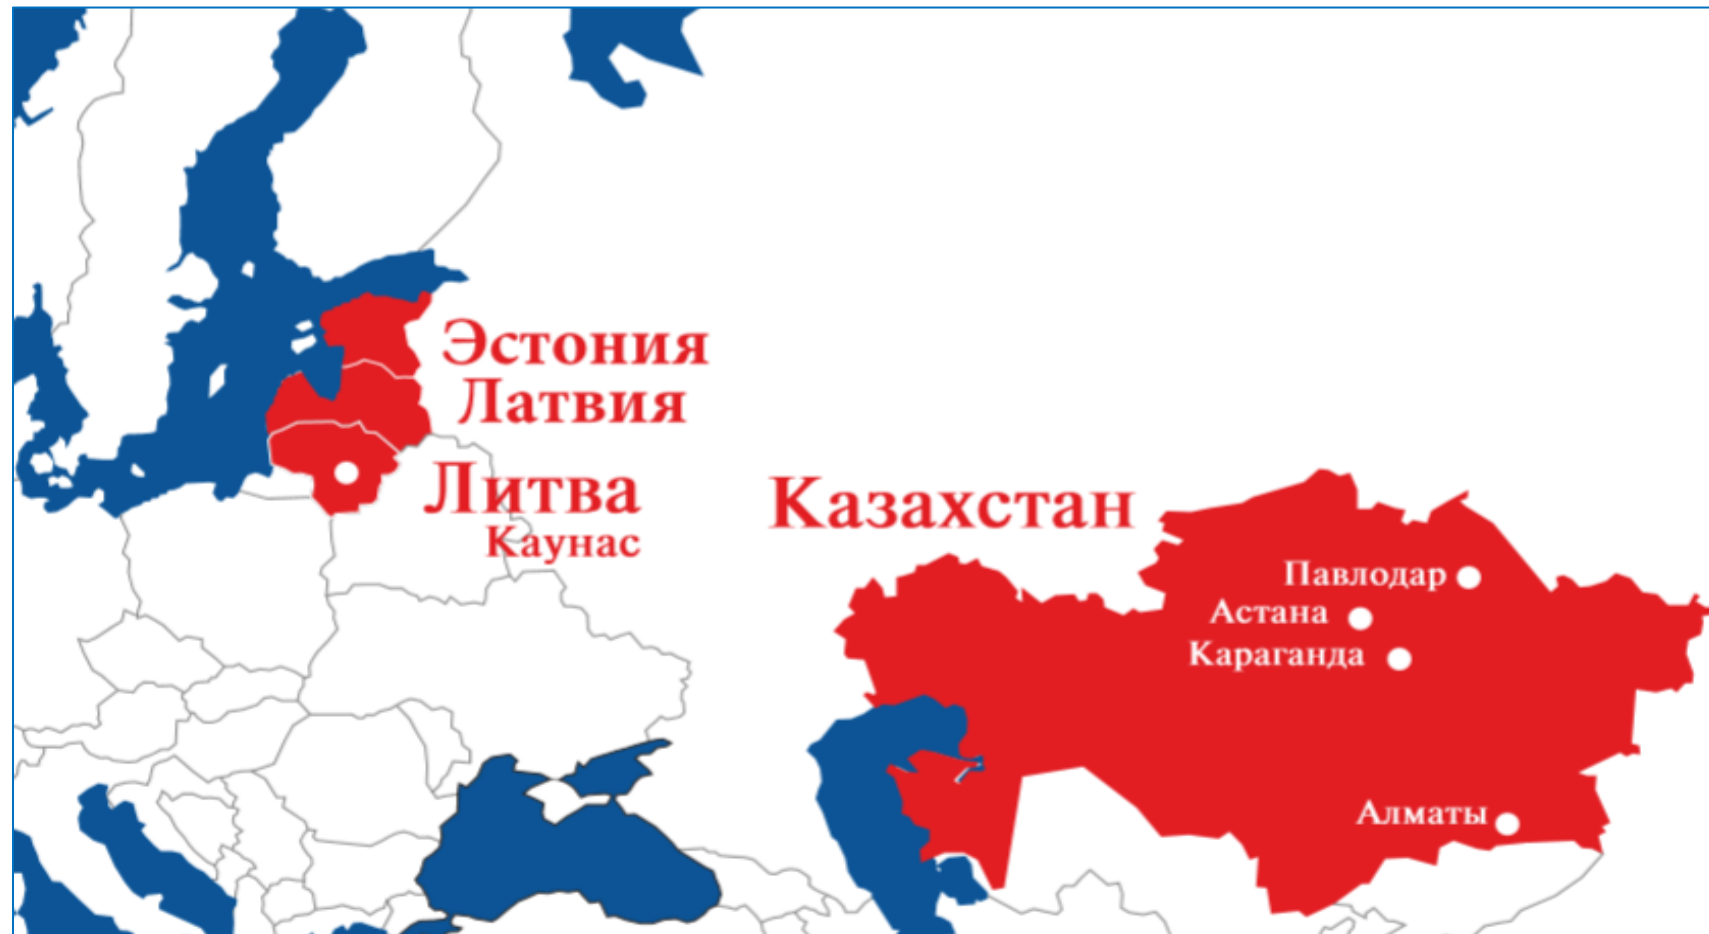 Эстония
Латвия
Литва
Каунас
Казахстан
Павлодар
Астана
Караганда
Алматы